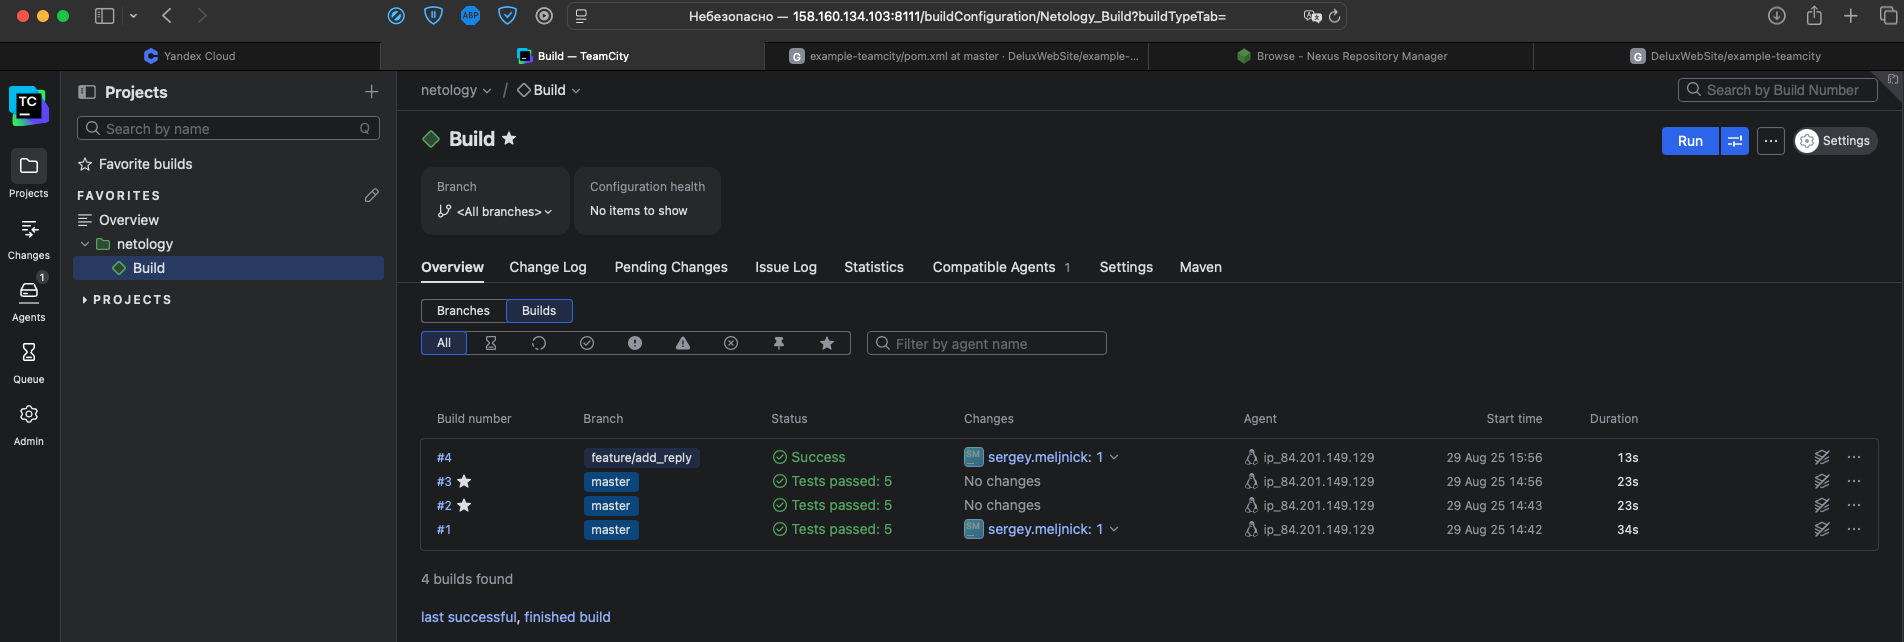 Небезопасно — 158.160.134.103:8111/buildConfiguration/Netology_Build?buildTypeTab=
ABP
Yandex Cloud
Build — TeamCity
G example-teamcity/pom.xml at master · DeluxWebSite/example-...
Browse - Nexus Repository Manager
G DeluxWebSite/example-teamcity
TC
Projects
Changes
1
Agents
Queue
Admin
Projects
Search by name Q
Favorite builds
FAVORITES
Overview
netology
Build
PROJECTS
netology / Build
Search by Build Number
Build
Run ... Settings
Branch
<All branches>
Configuration health
No items to show
Overview Change Log Pending Changes Issue Log Statistics Compatible Agents 1 Settings Maven
Branches Builds
All
Filter by agent name
Build number Branch Status Changes Agent Start time Duration
#4 feature/add_reply Success SM sergey.meljnick: 1 ip_84.201.149.129 29 Aug 25 15:56 13s ...
#3 master Tests passed: 5 No changes ip_84.201.149.129 29 Aug 25 14:56 23s ...
#2 master Tests passed: 5 No changes ip_84.201.149.129 29 Aug 25 14:43 23s ...
#1 master Tests passed: 5 SM sergey.meljnick: 1 ip_84.201.149.129 29 Aug 25 14:42 34s ...
4 builds found
last successful, finished build